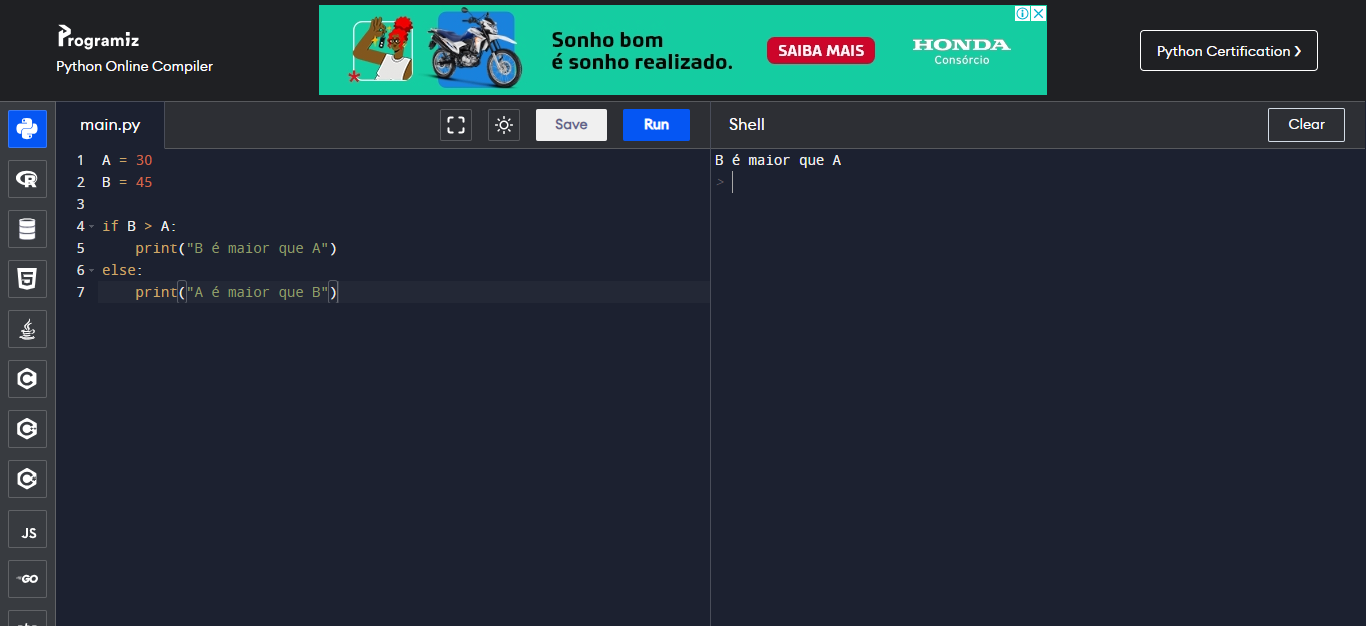 Programiz
Python Online Compiler
Sonho bom
é sonho realizado.
SAIBA MAIS
HONDA
Consórcio
Python Certification
main.py
Save
Run
Shell
Clear
1 A = 30
2 B = 45
3
4 if B > A:
5 print("B é maior que A")
6 else:
7 print("A é maior que B")
B é maior que A
>
JS
GO